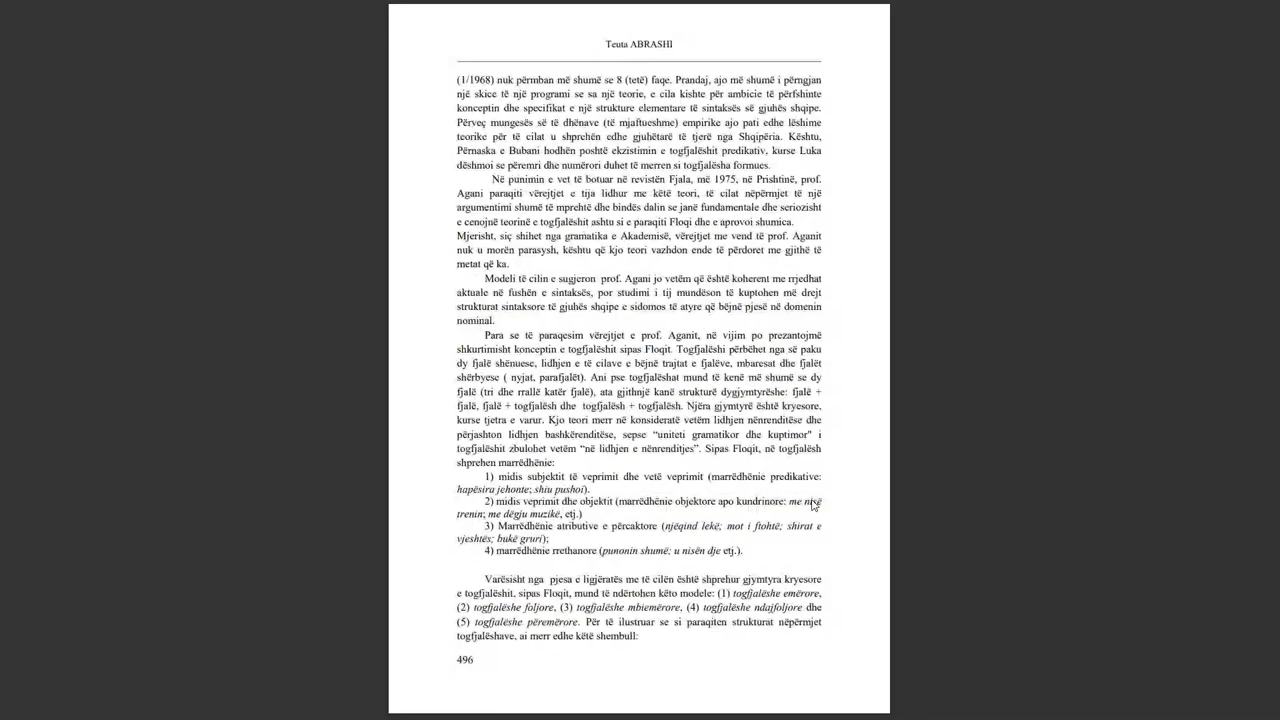 Teuta ABRASHI
(1/1968) nuk përmban më shumë se 8 (tetë) faqe. Prandaj, ajo më shumë i përngjan
një skice të një programi se sa një teorie, e cila kishte për ambicie të përfshinte
konceptin dhe specifikat e një strukture elementare të sintaksës së gjuhës shqipe.
Përveç mungesës së të dhënave (të mjaftueshme) empirike ajo pati edhe lëshime
teorike për të cilat u shprehën edhe gjuhëtarë të tjerë nga Shqipëria. Kështu,
Përnaska e Bubani hodhën poshtë ekzistimin e togfjalëshit predikativ, kurse Luka
dëshmoi se përemri dhe numërori duhet të merren si togfjalësha formues.
Në punimin e vet të botuar në revistën Fjala, më 1975, në Prishtinë, prof.
Agani paraqiti vërejtjet e tija lidhur me këtë teori, të cilat nëpërmjet të një
argumentimi shumë të mprehtë dhe bindës dalin se janë fundamentale dhe seriozisht
e cenojnë teorinë e togfjalëshit ashtu si e paraqiti Floqi dhe e aprovoi shumica.
Mjerisht, siç shihet nga gramatika e Akademisë, vërejtjet me vend të prof. Aganit
nuk u morën parasysh, kështu që kjo teori vazhdon ende të përdoret me gjithë të
metat që ka.
Modeli të cilin e sugjeron prof. Agani jo vetëm që është koherent me rrjedhat
aktuale në fushën e sintaksës, por studimi i tij mundëson të kuptohen më drejt
strukturat sintaksore të gjuhës shqipe e sidomos të atyre që bëjnë pjesë në domenin
nominal.
Para se të paraqesim vërejtjet e prof. Aganit, në vijim po prezantojmë
shkurtimisht konceptin e togfjalëshit sipas Floqit. Togfjalëshi përbëhet nga së paku
dy fjalë shënuese, lidhjen e të cilave e bëjnë trajtat e fjalëve, mbaresat dhe fjalët
shërbyese ( nyjat, parafjalët). Ani pse togfjalëshat mund të kenë më shumë se dy
fjalë (tri dhe rrallë katër fjalë), ata gjithnjë kanë strukturë dygjymtyrëshe: fjalë +
fjalë, fjalë + togfjalësh dhe togfjalësh + togfjalësh. Njëra gjymtyrë është kryesore,
kurse tjetra e varur. Kjo teori merr në konsideratë vetëm lidhjen nënrenditëse dhe
përjashton lidhjen bashkërenditëse, sepse “uniteti gramatikor dhe kuptimor" i
togfjalëshit zbulohet vetëm “në lidhjen e nënrenditjes”. Sipas Floqit, në togfjalësh
shprehen marrëdhënie:
1) midis subjektit të veprimit dhe vetë veprimit (marrëdhënie predikative:
hapësira jehonte; shiu pushoi).
2) midis veprimit dhe objektit (marrëdhënie objektore apo kundrinore: me nisë
trenin; me dëgju muzikë, etj.)
3) Marrëdhënie atributive e përcaktore (njëqind lekë; mot i ftohtë; shirat e
vjeshtës; bukë gruri);
4) marrëdhënie rrethanore (punonin shumë; u nisën dje etj.).
Varësisht nga pjesa e ligjëratës me të cilën është shprehur gjymtyra kryesore
e togfjalëshit, sipas Floqit, mund të ndërtohen këto modele: (1) togfjalëshe emërore,
(2) togfjalëshe foljore, (3) togfjalëshe mbiemërore, (4) togfjalëshe ndajfoljore dhe
(5) togfjalëshe përemërore. Për të ilustruar se si paraqiten strukturat nëpërmjet
togfjalëshave, ai merr edhe këtë shembull:
496